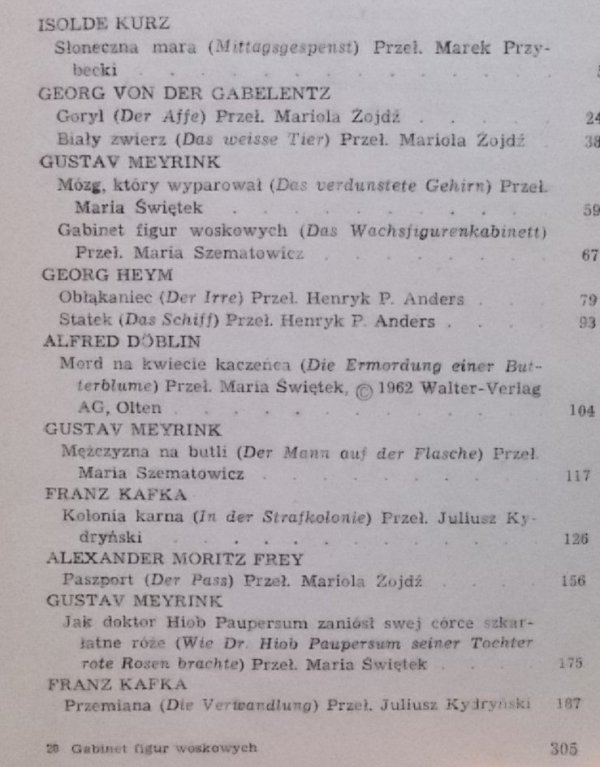 ISOLDE KURZ
Słoneczna mara (Mittagsgespenst) Przeł. Marek Przy-
becki . . . . . . . . . . . .
GEORG VON DER GABELENTZ
Goryl (Der Affe) Przeł. Mariola Żojdź . . . . 24
Biały zwierz (Das weisse Tier) Przeł. Mariola Żojdź . 38
GUSTAV MEYRINK
Mózg, który wyparował (Das verdunstete Gehirn) Przeł.
Maria Świętek . . . . . . . . . . 59
Gabinet figur woskowych (Das Wachsfigurenkabinett)
Przeł. Maria Szematowicz . . . . . . . 67
GEORG HEYM
Obłąkaniec (Der Irre) Przeł. Henryk P. Anders . . 79
Statek (Das Schiff) Przeł. Henryk P. Anders . . . 93
ALFRED DÖBLIN
Mord na kwiecie kaczeńca (Die Ermordung einer But-
terblume) Przeł. Maria Świętek, © 1962 Walter-Verlag
AG, Olten . . . . . . . . . . . 104
GUSTAV MEYRINK
Mężczyzna na butli (Der Mann auf der Flasche) Przeł.
Maria Szematowicz . . . . . . . . 117
FRANZ KAFKA
Kolonia karna (In der Strafkolonie) Przeł. Juliusz Ky-
dryński . . . . . . . . . . . 126
ALEXANDER MORITZ FREY
Paszport (Der Pass) Przeł. Mariola Żojdź . . . . 156
GUSTAV MEYRINK
Jak doktor Hiob Paupersum zaniósł swej córce szkar-
łatne róże (Wie Dr. Hiob Paupersum seiner Tochter
rote Rosen brachte) Przeł. Maria Świętek . . . . 175
FRANZ KAFKA
Przemiana (Die Verwandlung) Przeł. Juliusz Kydryński 187
20 Gabinet figur woskowych 305